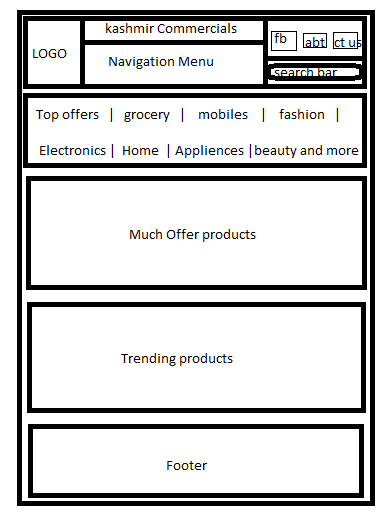 LOGO
kashmir Commercials
Navigation Menu
fb
abt
ct us
search bar
Top offers | grocery | mobiles | fashion |
Electronics | Home | Appliences | beauty and more
Much Offer products
Trending products
Footer